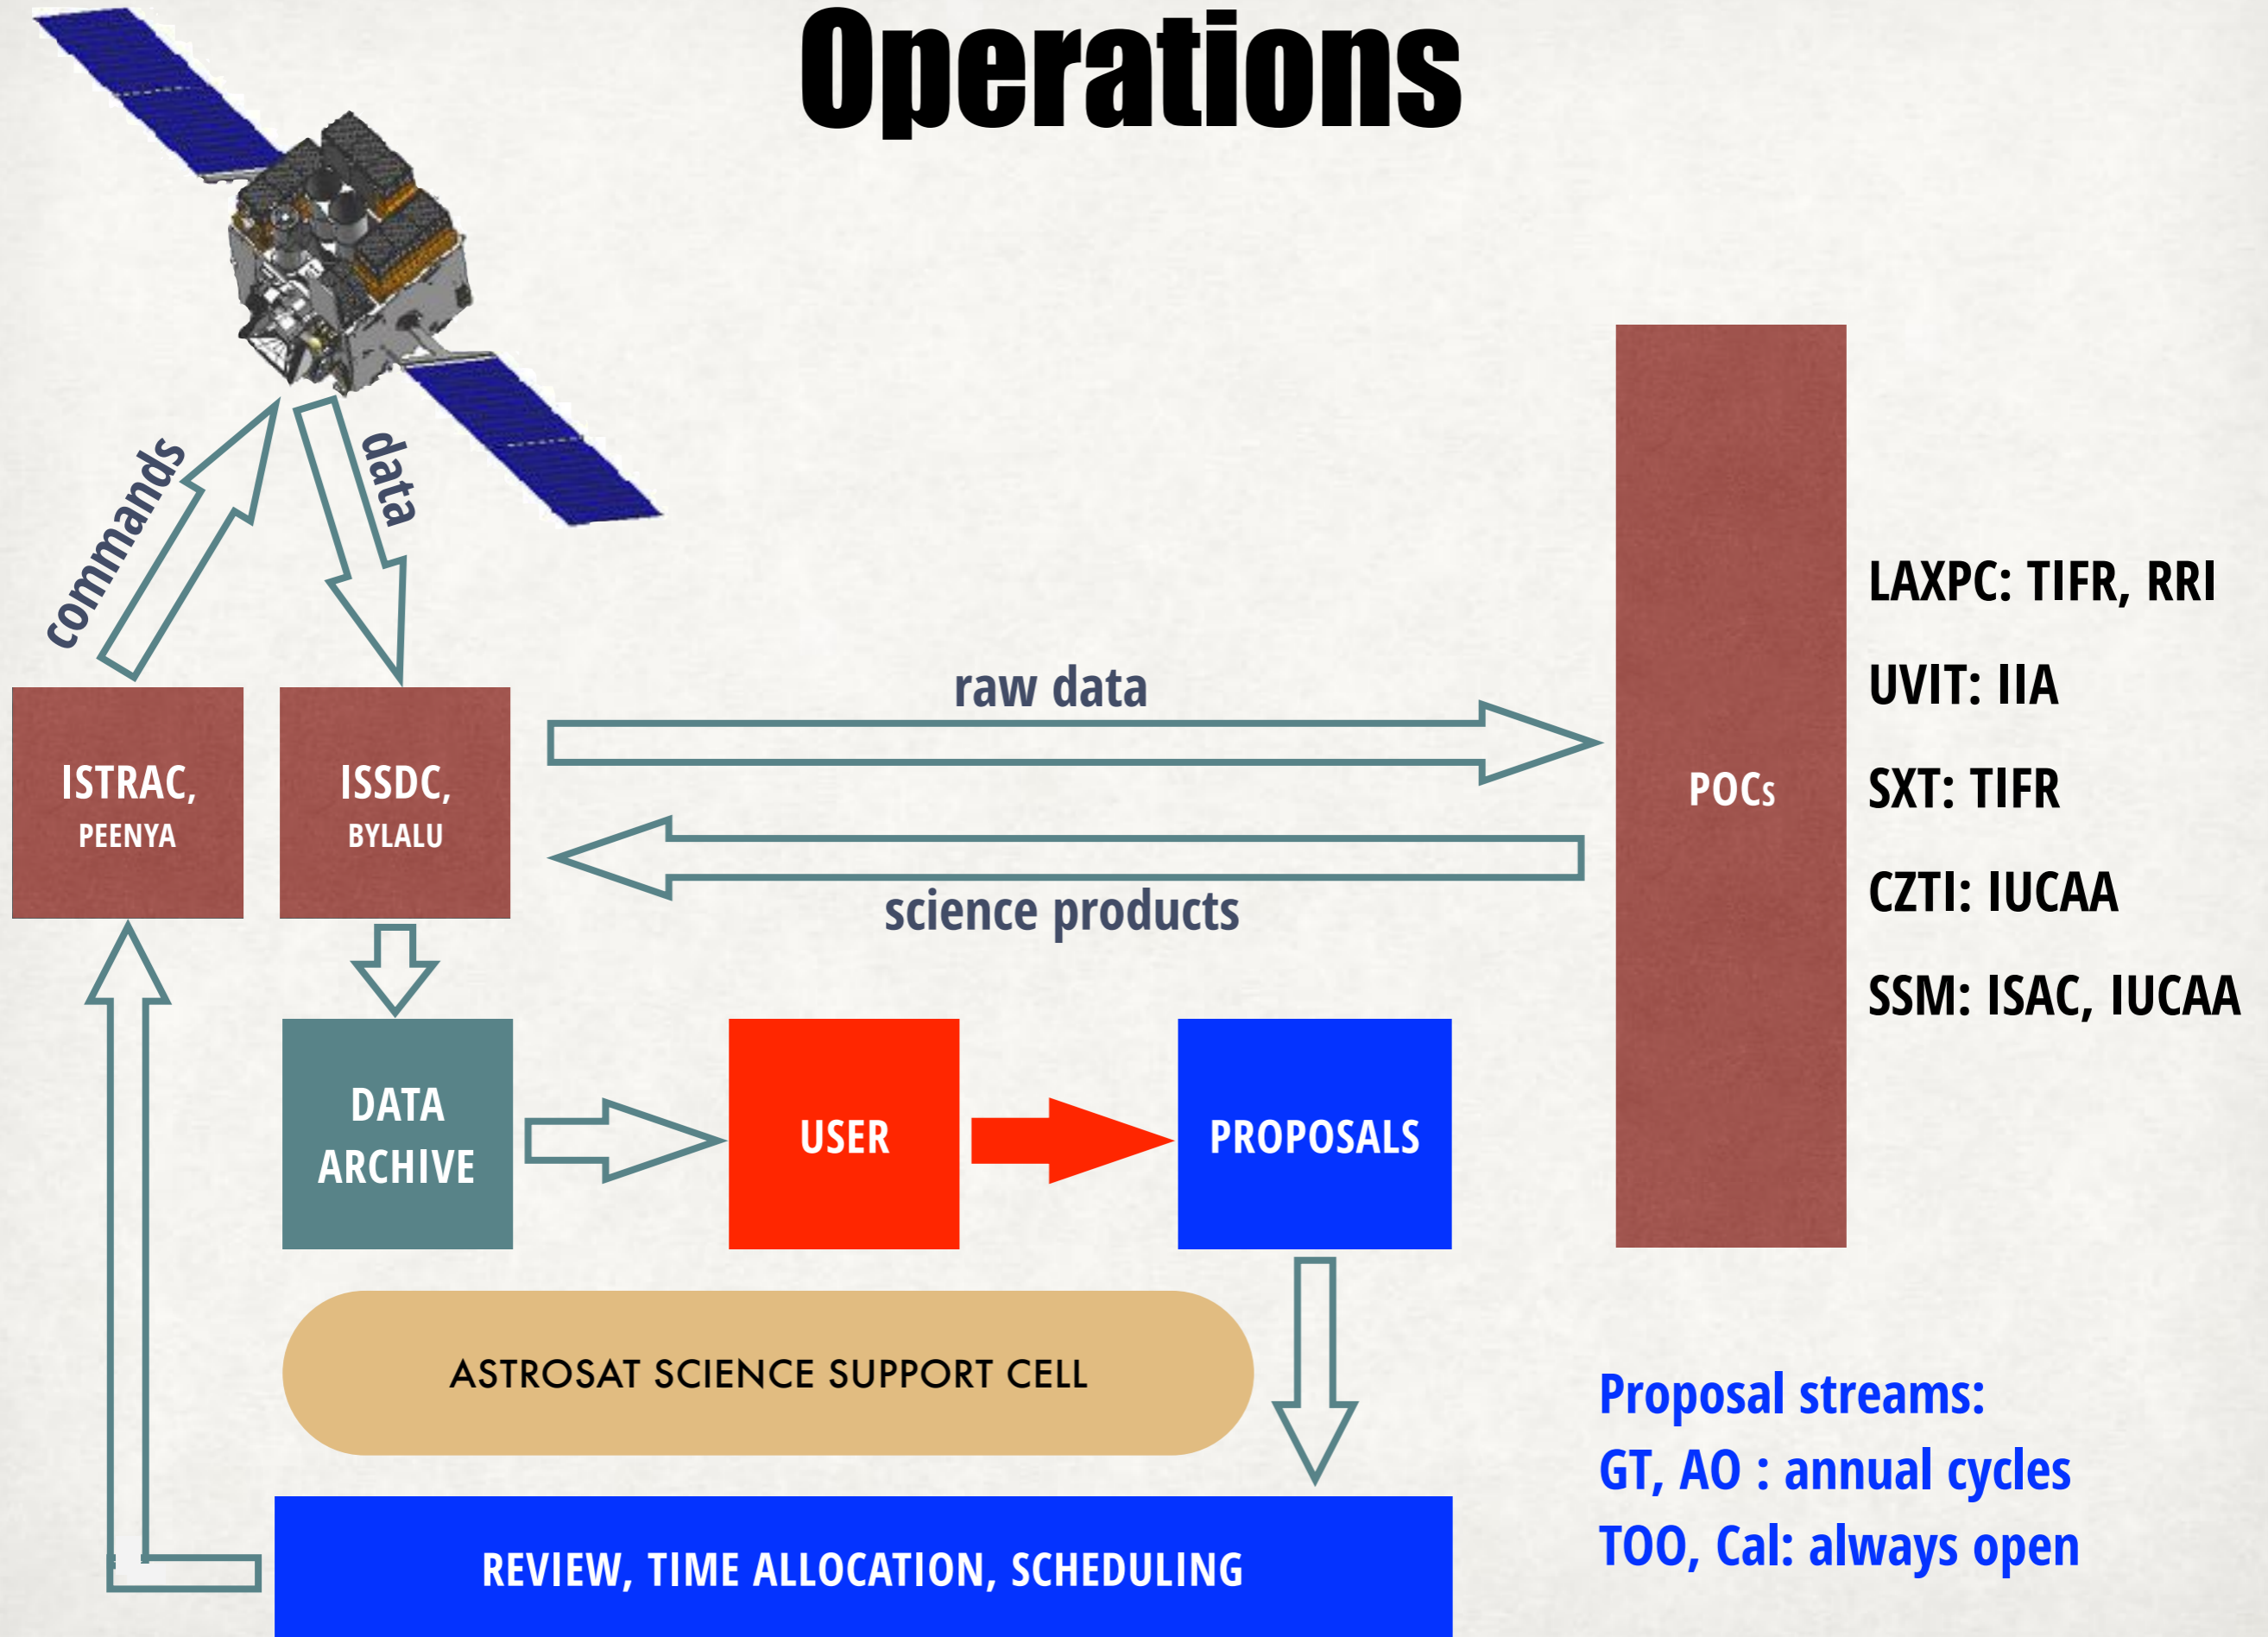 Operations
commands
data
raw data
science products
ISTRAC,
PEENYA
ISSDC,
BYLALU
POCs
LAXPC: TIFR, RRI
UVIT: IIA
SXT: TIFR
CZTI: IUCAA
SSM: ISAC, IUCAA
DATA
ARCHIVE
USER
PROPOSALS
ASTROSAT SCIENCE SUPPORT CELL
REVIEW, TIME ALLOCATION, SCHEDULING
Proposal streams:
GT, AO : annual cycles
TOO, Cal: always open